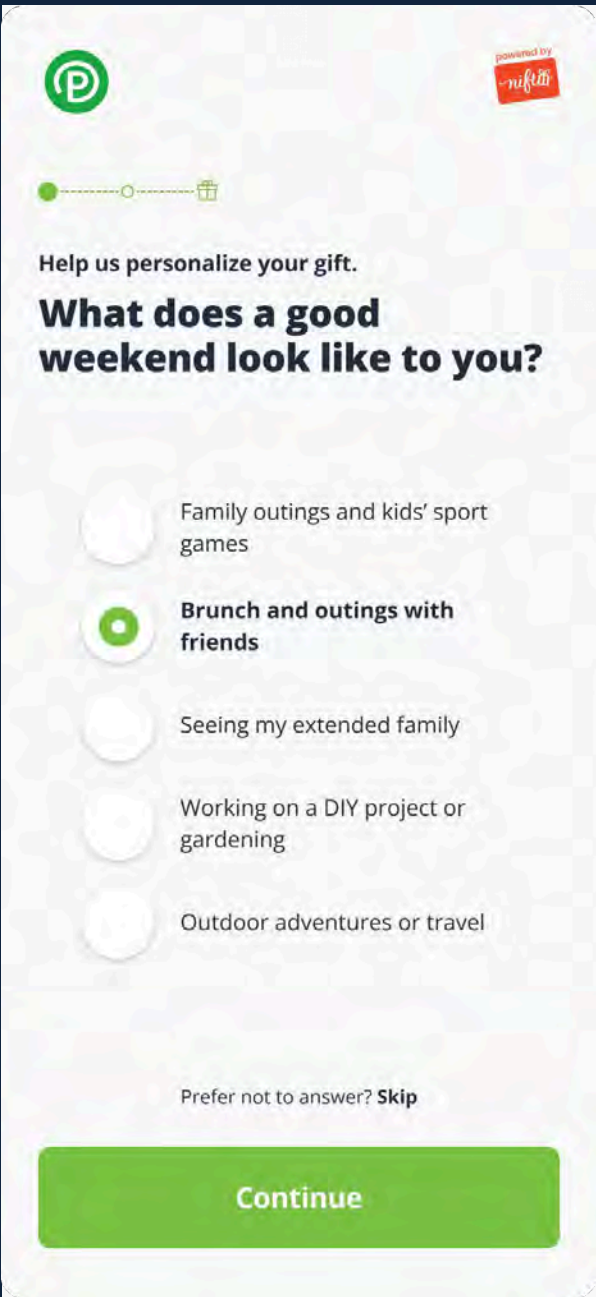 P
powered by
Help us personalize your gift.
What does a good
weekend look like to you?
Family outings and kids’ sport
games
Brunch and outings with
friends
Seeing my extended family
Working on a DIY project or
gardening
Outdoor adventures or travel
Prefer not to answer? Skip
Continue